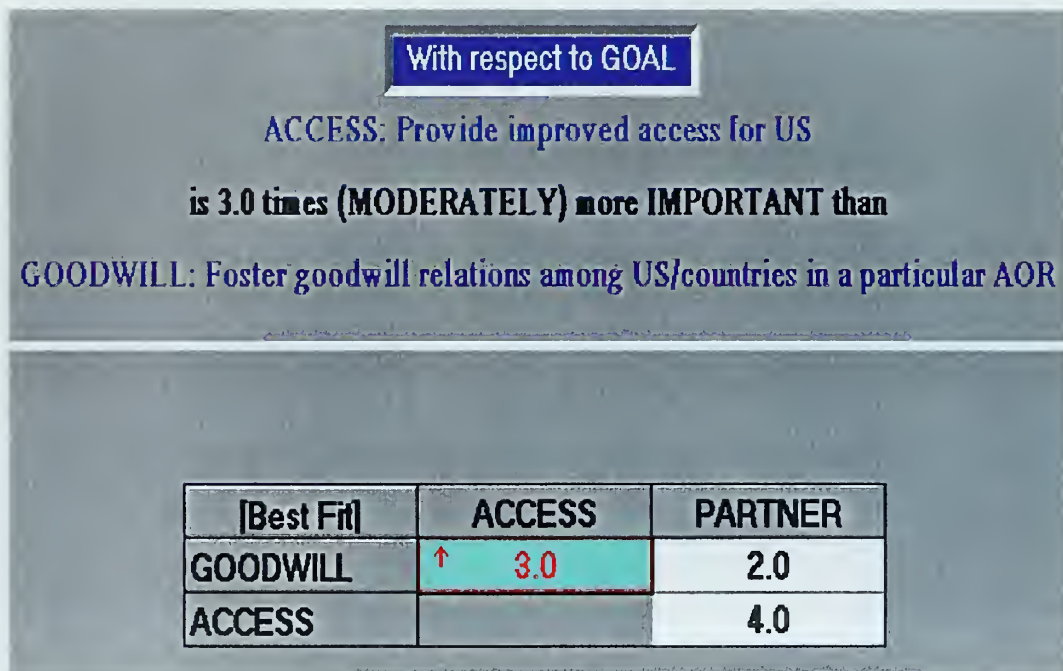 With respect to GOAL
ACCESS: Provide improved access for US
is 3.0 times (MODERATELY) more IMPORTANT than
GOODWILL: Foster goodwill relations among US/countries in a particular AOR
[Best Fit] ACCESS PARTNER
GOODWILL ↑ 3.0 2.0
ACCESS 4.0